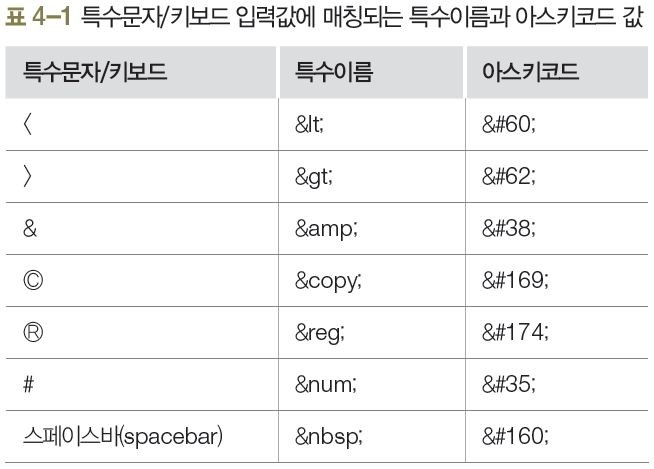 표 4-1 특수문자/키보드 입력값에 매칭되는 특수이름과 아스키코드 값
특수문자/키보드 특수이름 아스키코드
〈 &lt; &#60;
〉 &gt; &#62;
& &amp; &#38;
© &copy; &#169;
® &reg; &#174;
# &num; &#35;
스페이스바(spacebar) &nbsp; &#160;